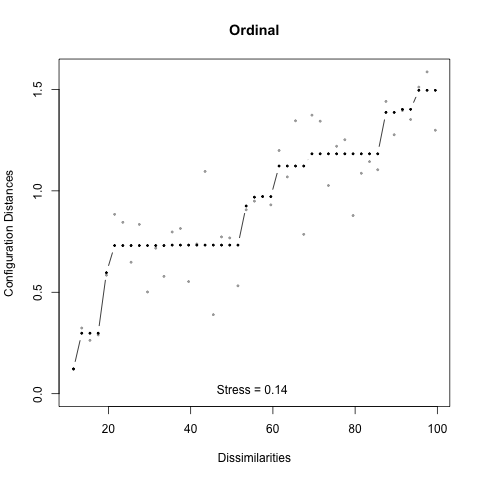 Ordinal
1.5
1.0
0.5
0.0
Configuration Distances
Stress = 0.14
20 40 60 80 100
Dissimilarities